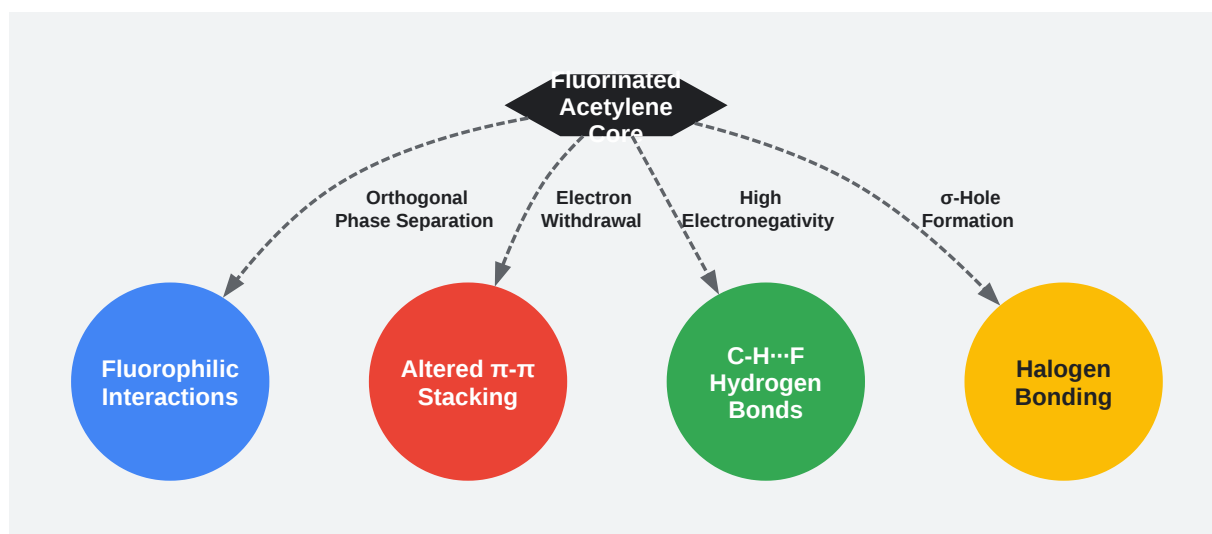 Fluorinated
Acetylene
Core
Orthogonal
Phase Separation
Electron
Withdrawal
High
Electronegativity
σ-Hole
Formation
Fluorophilic
Interactions
Altered π-π
Stacking
C-H···F
Hydrogen
Bonds
Halogen
Bonding